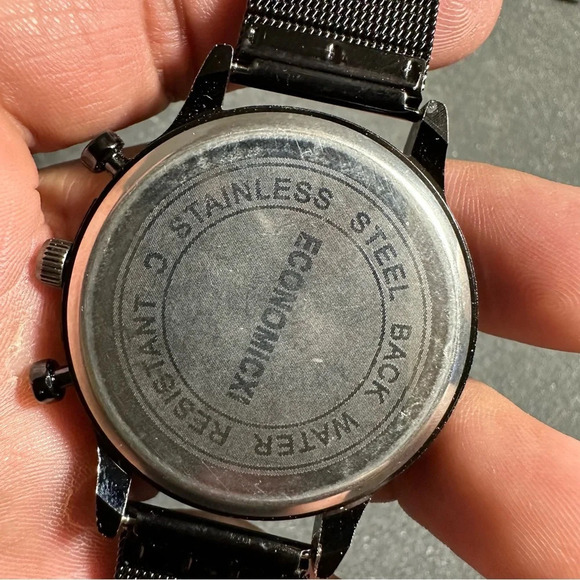 STAINLESS STEEL BACK WATER RESISTANT
ECONOMICXI